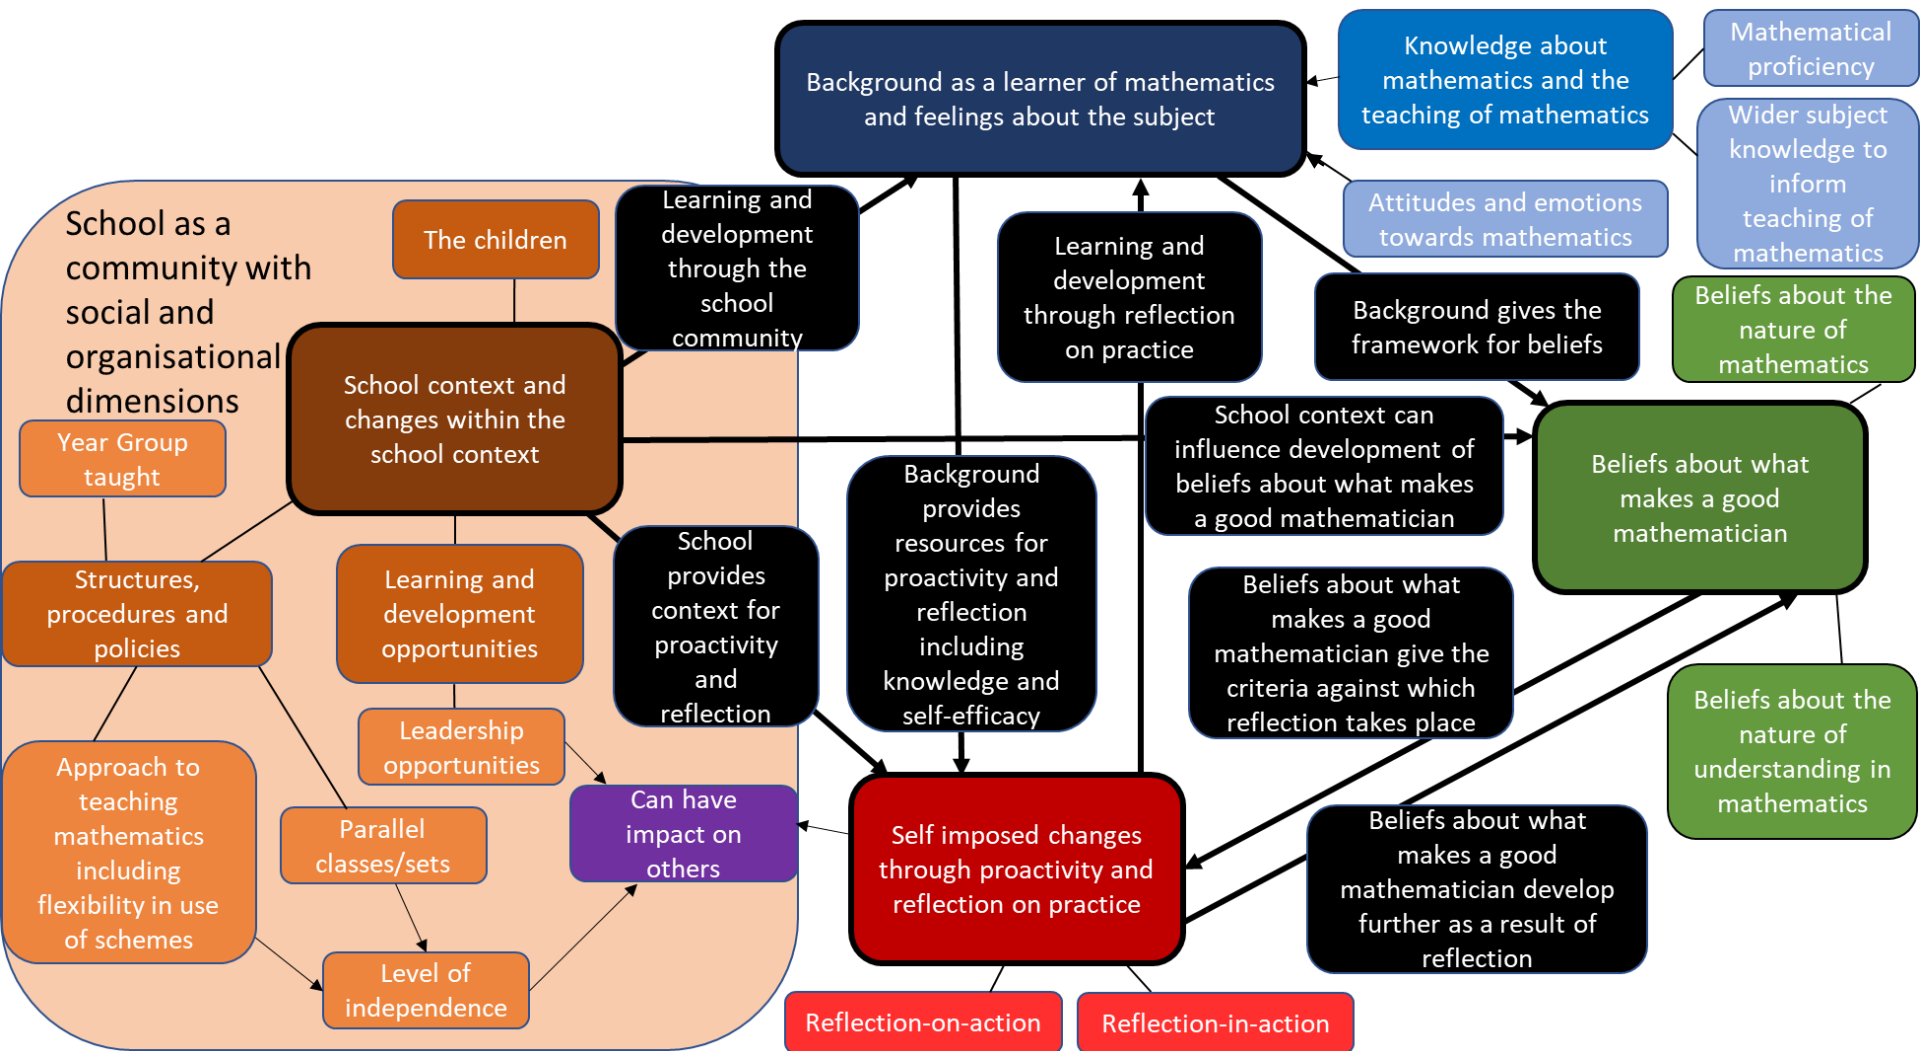 Background as a learner of mathematics
and feelings about the subject
Knowledge about
mathematics and the
teaching of mathematics
Mathematical
proficiency
Wider subject
knowledge to
inform
teaching of
mathematics
Attitudes and emotions
towards mathematics
School as a
community with
social and
organisational
dimensions
The children
Learning and
development
through the
school
community
Learning and
development
through reflection
on practice
Background gives the
framework for beliefs
Beliefs about the
nature of
mathematics
School context and
changes within the
school context
School context can
influence development of
beliefs about what makes
a good mathematician
Beliefs about what
makes a good
mathematician
Year Group
taught
Structures,
procedures and
policies
Learning and
development
opportunities
School
provides
context for
proactivity
and
reflection
Background
provides
resources for
proactivity and
reflection
including
knowledge and
self-efficacy
Beliefs about what
makes a good
mathematician give the
criteria against which
reflection takes place
Beliefs about the
nature of
understanding in
mathematics
Leadership
opportunities
Approach to
teaching
mathematics
including
flexibility in use
of schemes
Parallel
classes/sets
Can have
impact on
others
Self imposed changes
through proactivity and
reflection on practice
Beliefs about what
makes a good
mathematician develop
further as a result of
reflection
Level of
independence
Reflection-on-action
Reflection-in-action